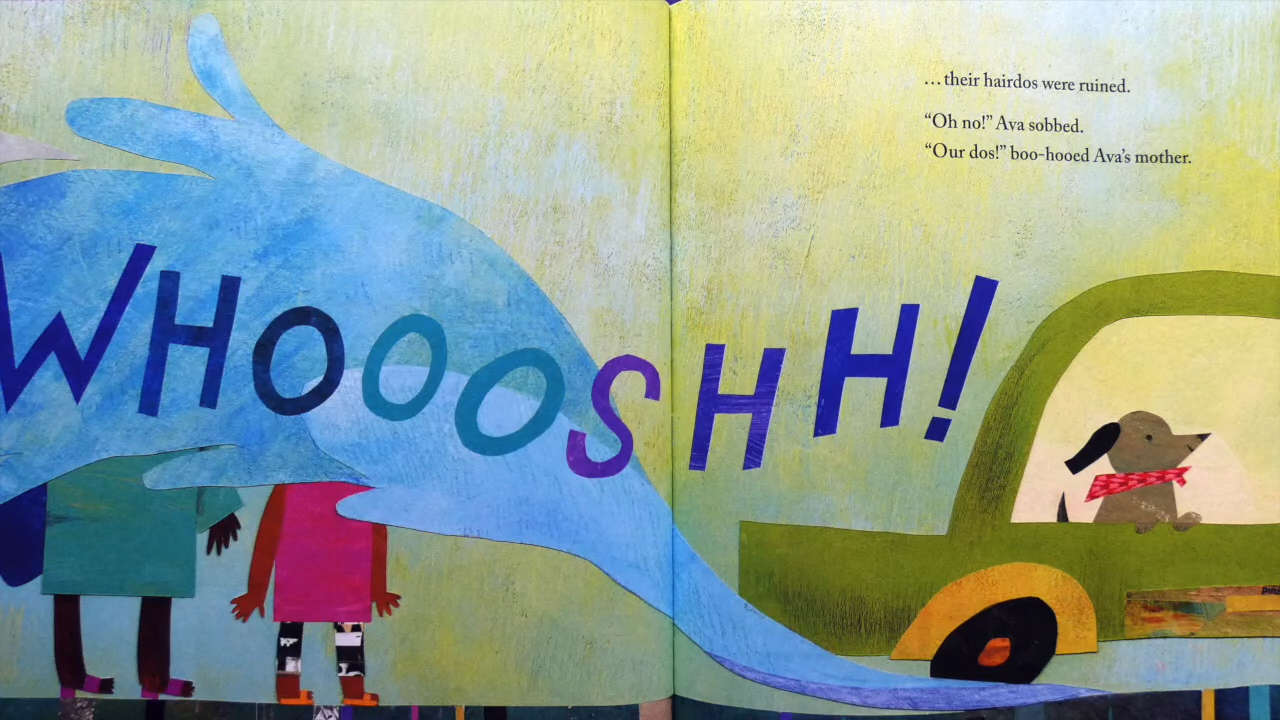 WHOOOSHH!
…their hairdos were ruined.
“Oh no!” Ava sobbed.
“Our dos!” boo-hooed Ava’s mother.